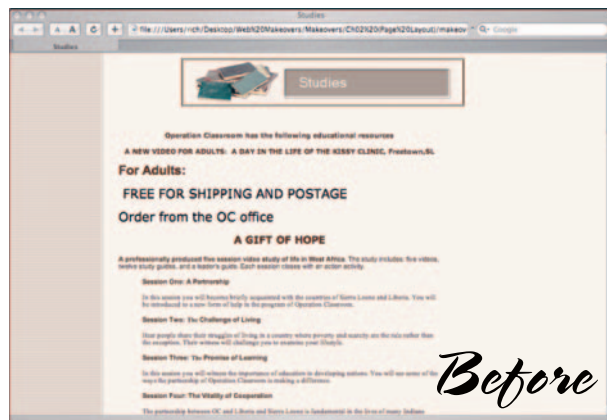 Studies
file:///Users/rich/Desktop/Web%20Makeovers/Makeovers/Ch02%20(Page%20Layout)/makeov
Google
Studies
Studies
Operation Classroom has the following educational resources
A NEW VIDEO FOR ADULTS: A DAY IN THE LIFE OF THE KISSY CLINIC, Freetown,SL
For Adults:
FREE FOR SHIPPING AND POSTAGE
Order from the OC office
A GIFT OF HOPE
A professionally produced five session video study of life in West Africa. The study includes: five videos,
twelve study guides, and a leader's guide. Each session closes with an action activity.
Session One: A Partnership
In this session you will become briefly acquainted with the countries of Sierra Leone and Liberia. You will
be introduced to a new form of help in the program of Operation Classroom.
Session Two: The Challenge of Living
Hear people share their struggles of living in a country where poverty and scarcity are the rule rather than
the exception. Their witness will challenge you to examine your lifestyle.
Session Three: The Promise of Learning
In this session you will witness the importance of education in developing nations. You will see some of the
ways the partnership of Operation Classroom is making a difference.
Session Four: The Vitality of Cooperation
The partnership between OC and Liberia and Sierra Leone is fundamental in the lives of many Indiana
Before